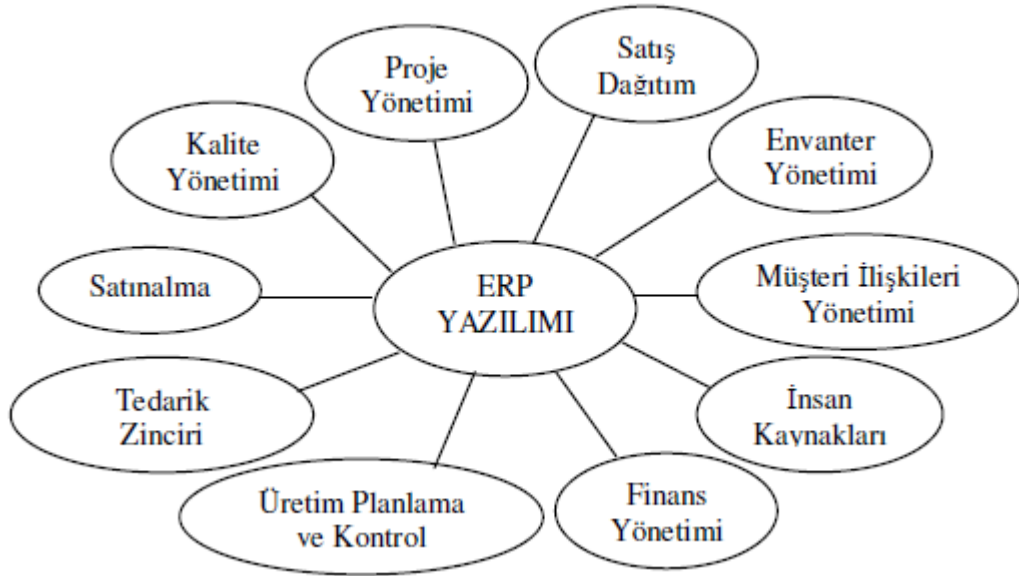 Proje
Yönetimi
Satış
Dağıtım
Kalite
Yönetimi
Envanter
Yönetimi
Satınalma
ERP
YAZILIMI
Müşteri İlişkileri
Yönetimi
Tedarik
Zinciri
İnsan
Kaynakları
Üretim Planlama
ve Kontrol
Finans
Yönetimi